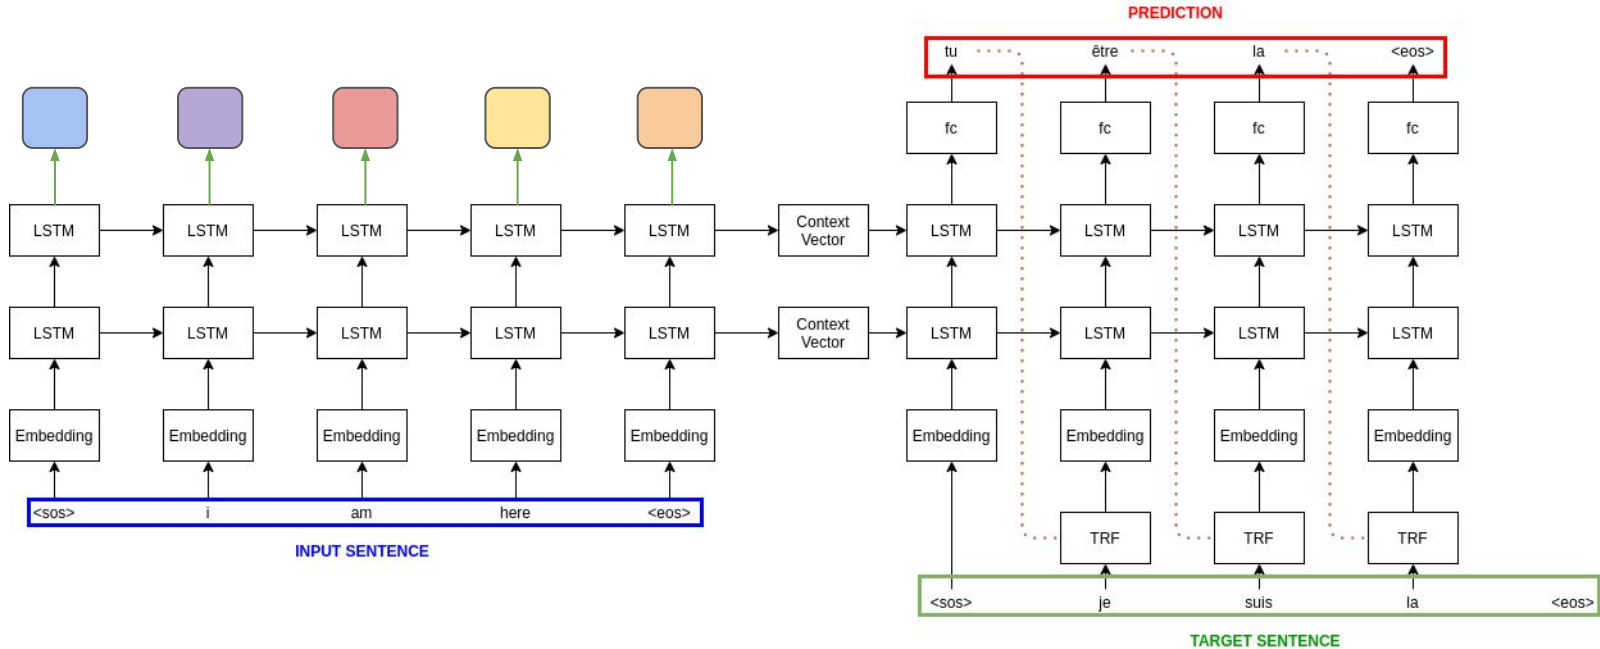 PREDICTION
tu être la <eos>
fc fc fc fc
LSTM LSTM LSTM LSTM LSTM Context Vector LSTM LSTM LSTM LSTM
LSTM LSTM LSTM LSTM LSTM Context Vector LSTM LSTM LSTM LSTM
Embedding Embedding Embedding Embedding Embedding Embedding Embedding Embedding Embedding
<sos> i am here <eos>
INPUT SENTENCE
TRF TRF TRF
<sos> je suis la <eos>
TARGET SENTENCE